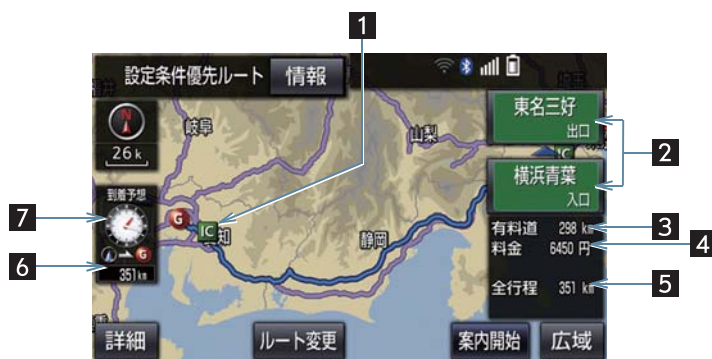 1
設定条件優先ルート 情報
N
26k
岐阜
山梨
東名三好
出口
2
IC
横浜青葉
入口
到着予想
7
G
IC
知
静岡
有料道 298 km
3
料金 6450 円
4
G
6
351km
全行程 351 km
5
詳細
ルート変更
案内開始
広域